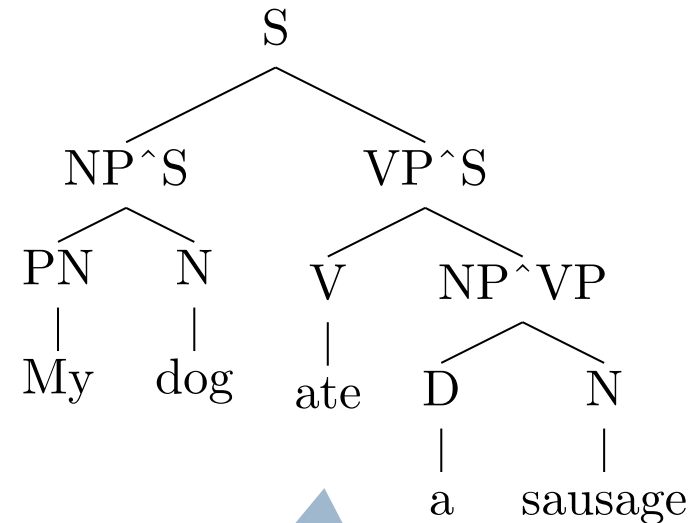 S
NP^S VP^S
PN N V NP^VP
My dog ate D N
a sausage